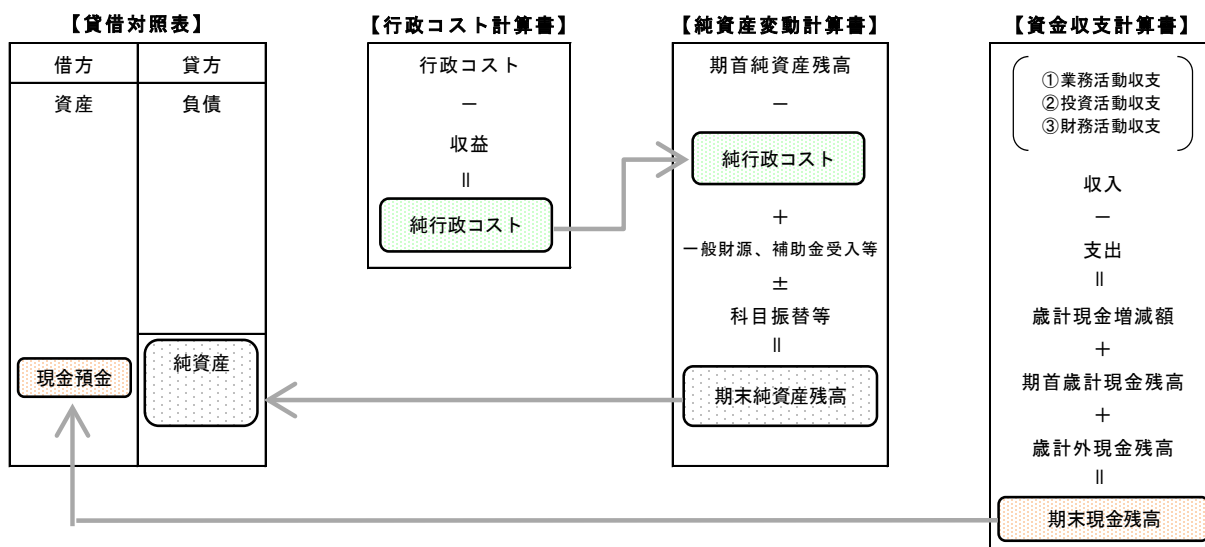 【貸借対照表】
借方
貸方
資産
負債
現金預金
純資産
【行政コスト計算書】
行政コスト
－
収益
॥
純行政コスト
【純資産変動計算書】
期首純資産残高
－
純行政コスト
＋
一般財源、補助金受入等
±
科目振替等
॥
期末純資産残高
【資金収支計算書】
①業務活動収支
②投資活動収支
③財務活動収支
収入
－
支出
॥
歳計現金増減額
＋
期首歳計現金残高
＋
歳計外現金残高
॥
期末現金残高